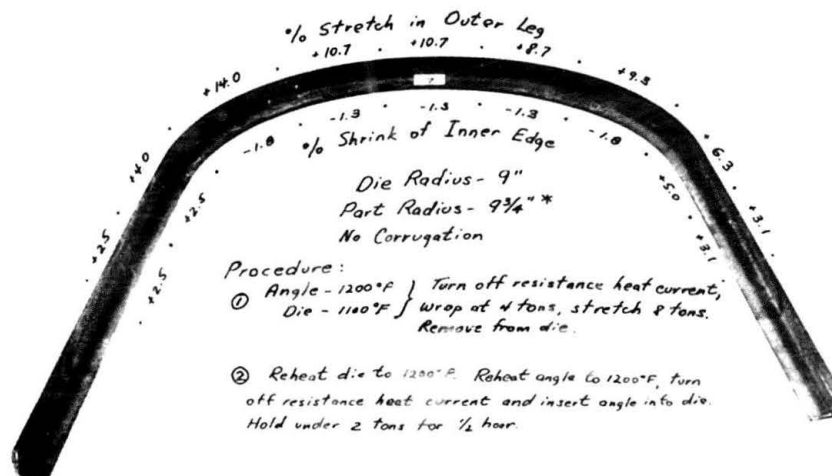 % Stretch in Outer Leg
+2.5 +4.0 +14.0 +10.7 +10.7 +8.7 +9.3 +6.3 +3.1
7
+2.5 +2.5 -1.8 -1.3 -1.3 -1.3 -1.8 +5.0 +3.1
% Shrink of Inner Edge
Die Radius - 9"
Part Radius - 9 3/4" *
No Corrugation
Procedure:
① Angle - 1200°F } Turn off resistance heat current,
Die - 1100°F } wrap at 4 tons, stretch 8 tons.
Remove from die.
② Reheat die to 1200°F. Reheat angle to 1200°F, turn
off resistance heat current and insert angle into die.
Hold under 2 tons for 1/2 hour.